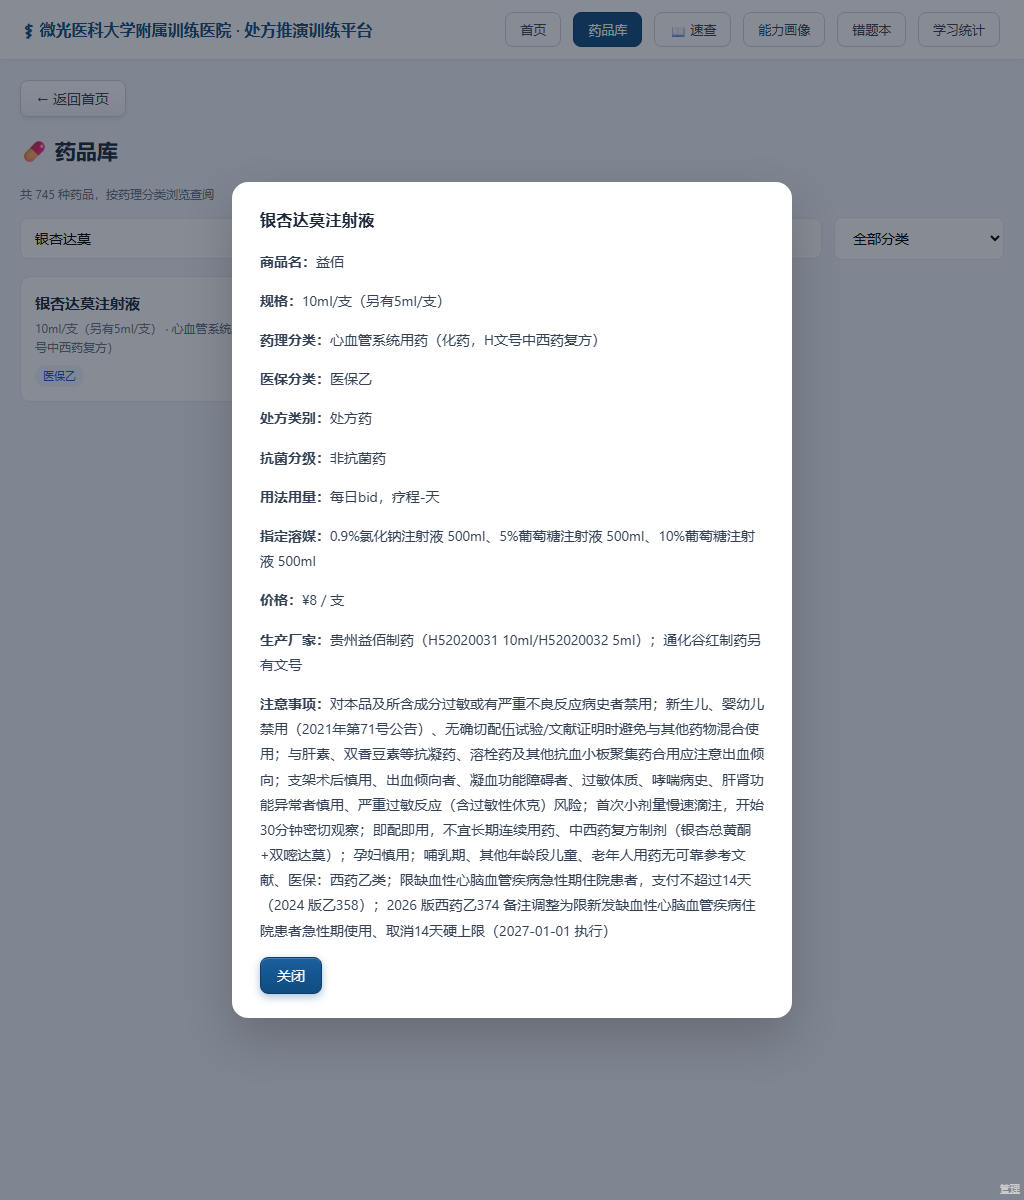 微光医科大学附属训练医院 · 处方推演训练平台
首页
药品库
速查
能力画像
错题本
学习统计
← 返回首页
药品库
共 745 种药品，按药理分类浏览查阅
银杏达莫
全部分类
银杏达莫注射液
10ml/支（另有5ml/支） · 心血管系统
号中西药复方）
医保乙
银杏达莫注射液
商品名：益佰
规格：10ml/支（另有5ml/支）
药理分类：心血管系统用药（化药，H文号中西药复方）
医保分类：医保乙
处方类别：处方药
抗菌分级：非抗菌药
用法用量：每日bid，疗程-天
指定溶媒：0.9%氯化钠注射液 500ml、5%葡萄糖注射液 500ml、10%葡萄糖注射
液 500ml
价格：¥8 / 支
生产厂家：贵州益佰制药（H52020031 10ml/H52020032 5ml）；通化谷红制药另
有文号
注意事项：对本品及所含成分过敏或有严重不良反应病史者禁用；新生儿、婴幼儿
禁用（2021年第71号公告）、无确切配伍试验/文献证明时避免与其他药物混合使
用；与肝素、双香豆素等抗凝药、溶栓药及其他抗血小板聚集药合用应注意出血倾
向；支架术后慎用、出血倾向者、凝血功能障碍者、过敏体质、哮喘病史、肝肾功
能异常者慎用、严重过敏反应（含过敏性休克）风险；首次小剂量慢速滴注，开始
30分钟密切观察；即配即用，不宜长期连续用药、中西药复方制剂（银杏总黄酮
+双嘧达莫）；孕妇慎用；哺乳期、其他年龄段儿童、老年人用药无可靠参考文
献、医保：西药乙类；限缺血性心脑血管疾病急性期住院患者，支付不超过14天
（2024 版乙358）；2026 版西药乙374 备注调整为限新发缺血性心脑血管疾病住
院患者急性期使用、取消14天硬上限（2027-01-01 执行）
关闭
管理